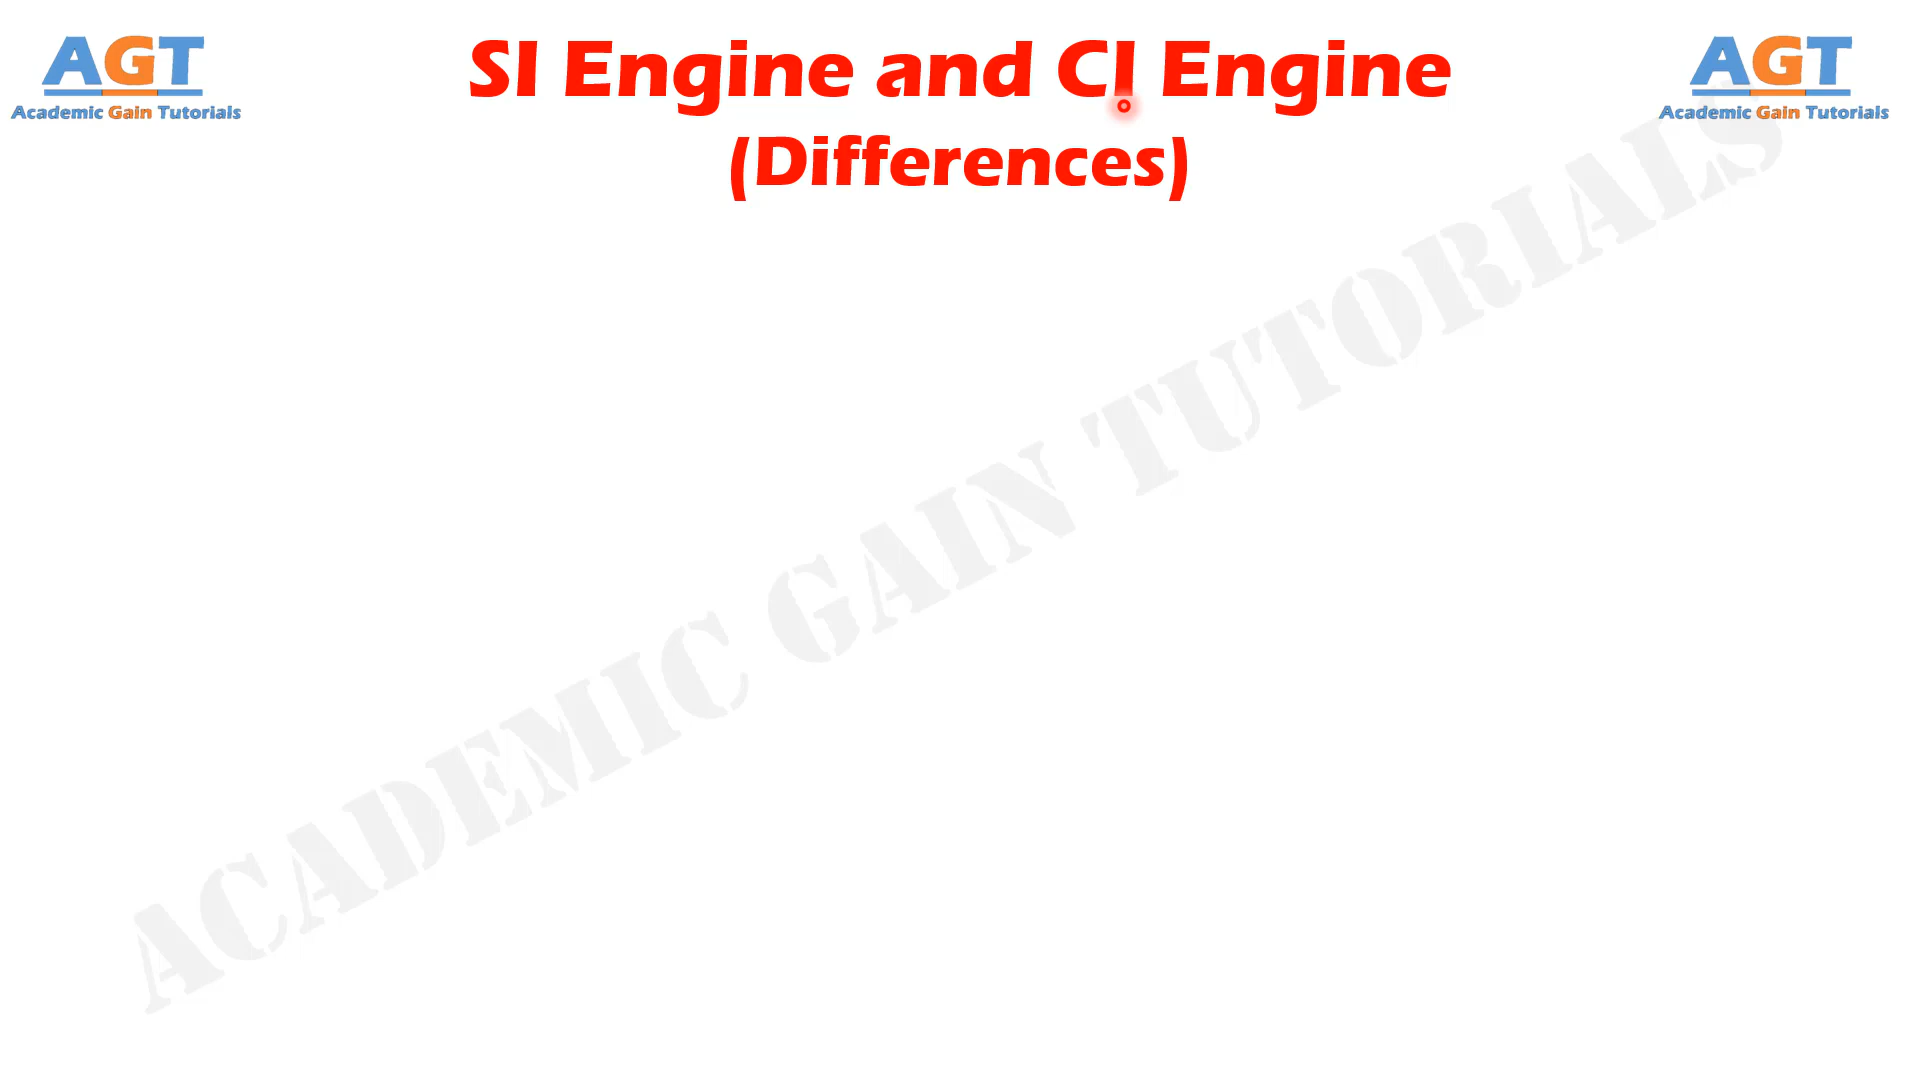 AGT
Academic Gain Tutorials
SI Engine and CI Engine
(Differences)
AGT
Academic Gain Tutorials
ACADEMIC GAIN TUTORIALS